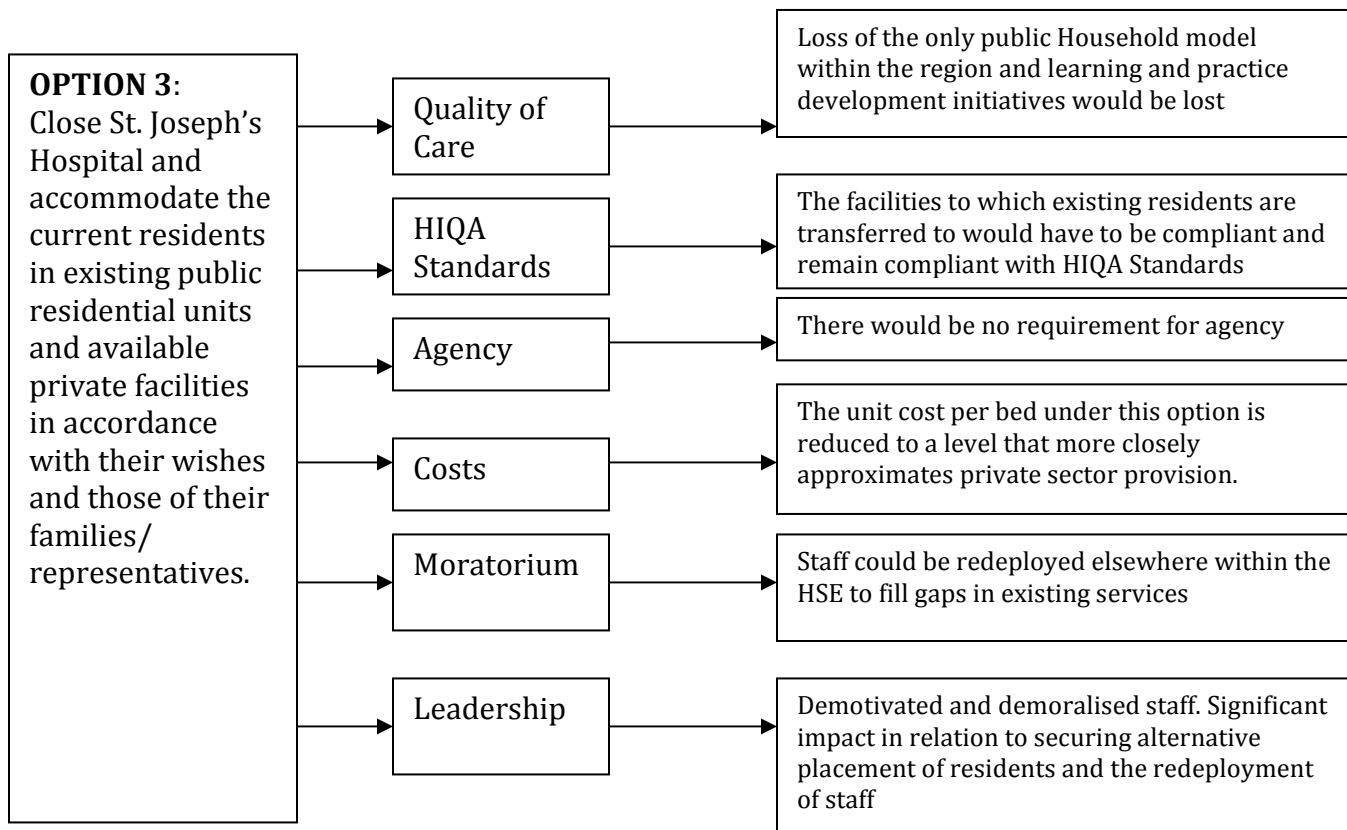 OPTION 3:
Close St. Joseph’s
Hospital and
accommodate the
current residents
in existing public
residential units
and available
private facilities
in accordance
with their wishes
and those of their
families/
representatives.
Quality of
Care
Loss of the only public Household model
within the region and learning and practice
development initiatives would be lost
HIQA
Standards
The facilities to which existing residents are
transferred to would have to be compliant and
remain compliant with HIQA Standards
Agency
There would be no requirement for agency
Costs
The unit cost per bed under this option is
reduced to a level that more closely
approximates private sector provision.
Moratorium
Staff could be redeployed elsewhere within the
HSE to fill gaps in existing services
Leadership
Demotivated and demoralised staff. Significant
impact in relation to securing alternative
placement of residents and the redeployment
of staff